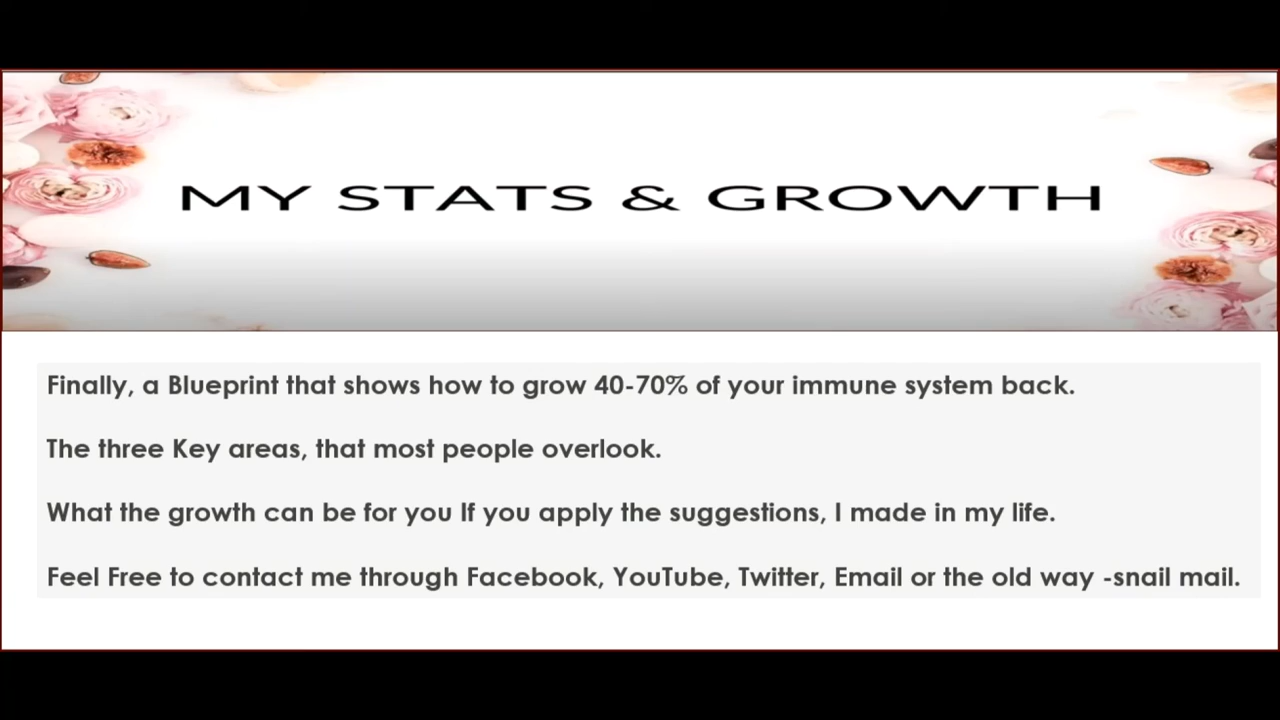 MY STATS & GROWTH
Finally, a Blueprint that shows how to grow 40-70% of your immune system back.
The three Key areas, that most people overlook.
What the growth can be for you If you apply the suggestions, I made in my life.
Feel Free to contact me through Facebook, YouTube, Twitter, Email or the old way -snail mail.